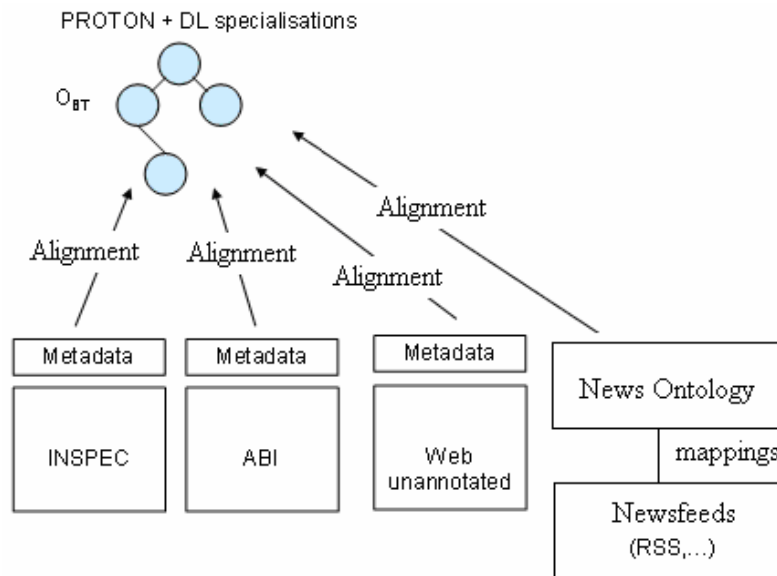 PROTON + DL specialisations
OBT
Alignment
Alignment
Alignment
Alignment
Metadata
Metadata
Metadata
News Ontology
INSPEC
ABI
Web
unannotated
mappings
Newsfeeds
(RSS,...)